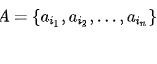 A = {a_{i_1}, a_{i_2}, . . . , a_{i_n}}